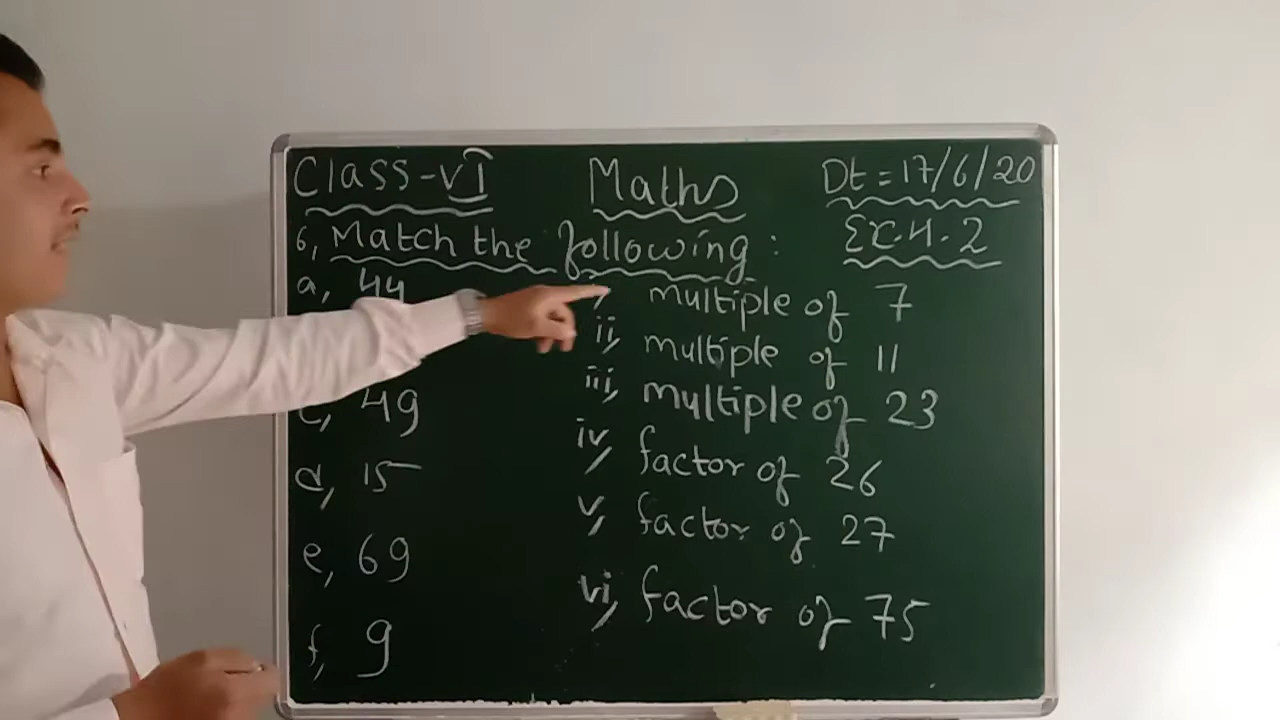 Class-VI Maths Dt=17/6/20
6, Match the following: Ex.4.2
a, 44 i, multiple of 7
ii, multiple of 11
c, 49 iii, multiple of 23
iv, factor of 26
d, 15 v, factor of 27
e, 69
vi, factor of 75
f, 9